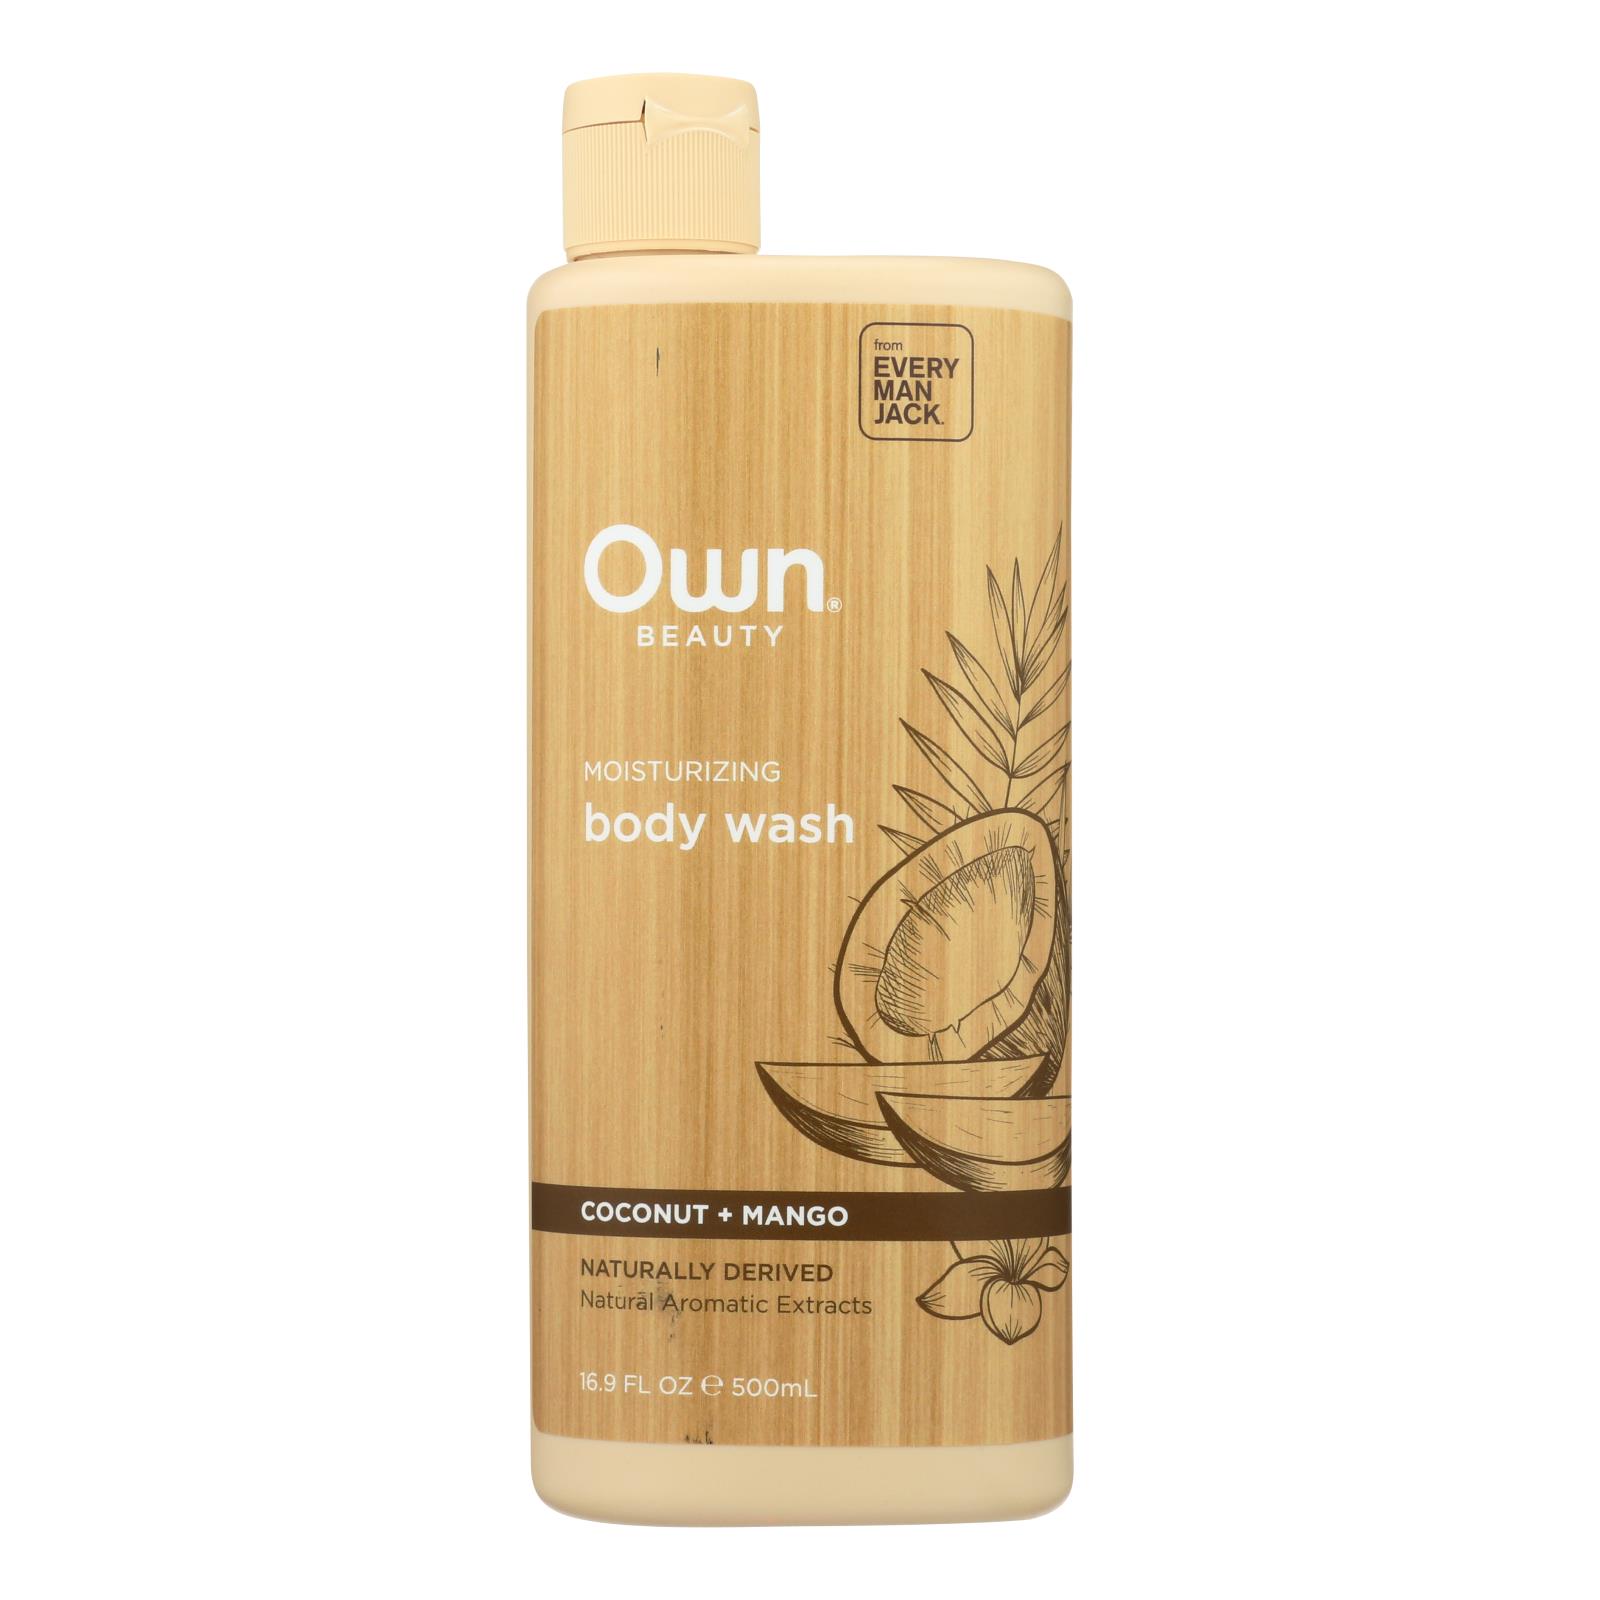 from
EVERY
MAN
JACK.
Own®
BEAUTY
MOISTURIZING
body wash
COCONUT + MANGO
NATURALLY DERIVED
Natural Aromatic Extracts
16.9 FL OZ ℮ 500mL